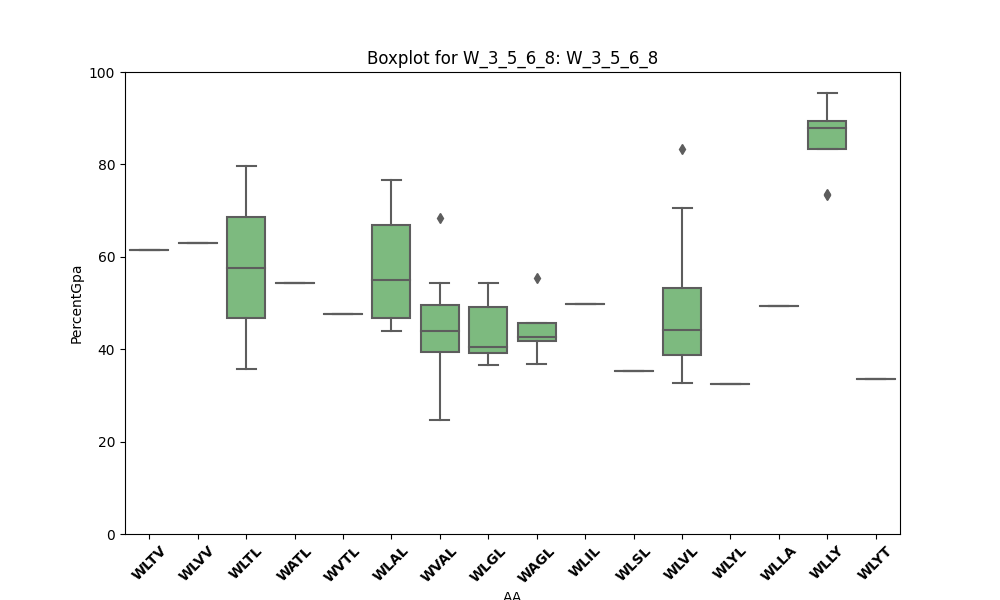 Boxplot for W_3_5_6_8: W_3_5_6_8
100
80
60
40
20
0
PercentGpa
WLTV
WLVV
WLTL
WATL
WVTL
WLAL
WVAL
WLGL
WAGL
WLIL
WLSL
WLVL
WLYL
WLLA
WLLY
WLYT
AA